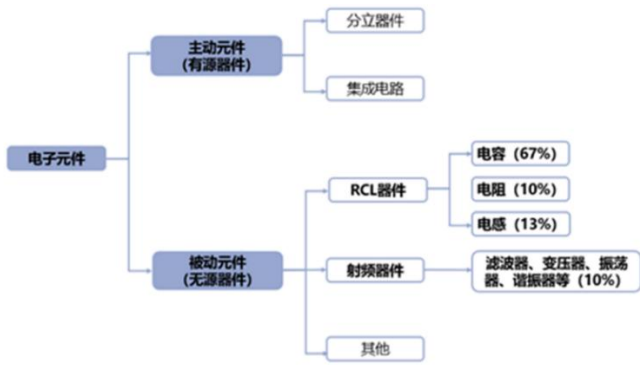 分立器件
主动元件
(有源器件)
集成电路
电子元件
电容（67%）
RCL器件
电阻（10%）
电感（13%）
被动元件
(无源器件)
射频器件
滤波器、变压器、振荡
器、谐振器等（10%）
其他